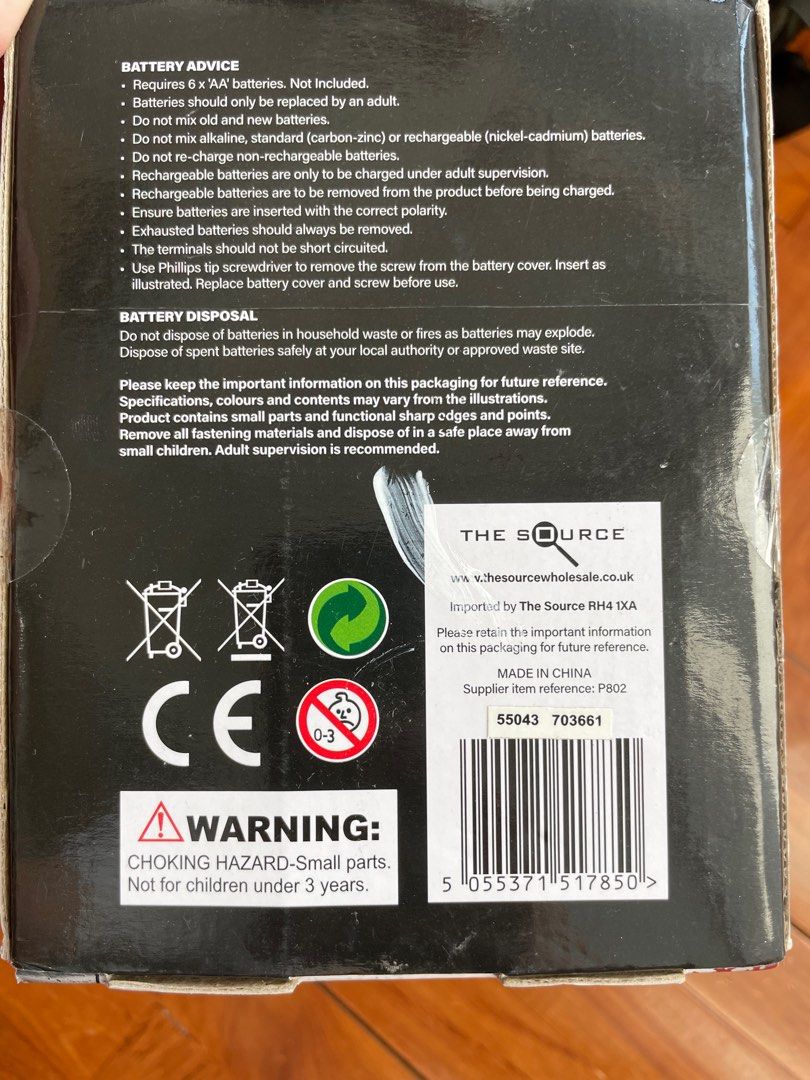 BATTERY ADVICE
• Requires 6 x 'AA' batteries. Not Included.
• Batteries should only be replaced by an adult.
• Do not mix old and new batteries.
• Do not mix alkaline, standard (carbon-zinc) or rechargeable (nickel-cadmium) batteries.
• Do not re-charge non-rechargeable batteries.
• Rechargeable batteries are only to be charged under adult supervision.
• Rechargeable batteries are to be removed from the product before being charged.
• Ensure batteries are inserted with the correct polarity.
• Exhausted batteries should always be removed.
• The terminals should not be short circuited.
• Use Phillips tip screwdriver to remove the screw from the battery cover. Insert as
illustrated. Replace battery cover and screw before use.
BATTERY DISPOSAL
Do not dispose of batteries in household waste or fires as batteries may explode.
Dispose of spent batteries safely at your local authority or approved waste site.
Please keep the important information on this packaging for future reference.
Specifications, colours and contents may vary from the illustrations.
Product contains small parts and functional sharp edges and points.
Remove all fastening materials and dispose of in a safe place away from
small children. Adult supervision is recommended.
THE SOURCE
www.thesourcewholesale.co.uk
Imported by The Source RH4 1XA
Please retain the important information
on this packaging for future reference.
MADE IN CHINA
Supplier item reference: P802
55043 703661
5 055371 517850 >
CE
0-3
WARNING:
CHOKING HAZARD-Small parts.
Not for children under 3 years.